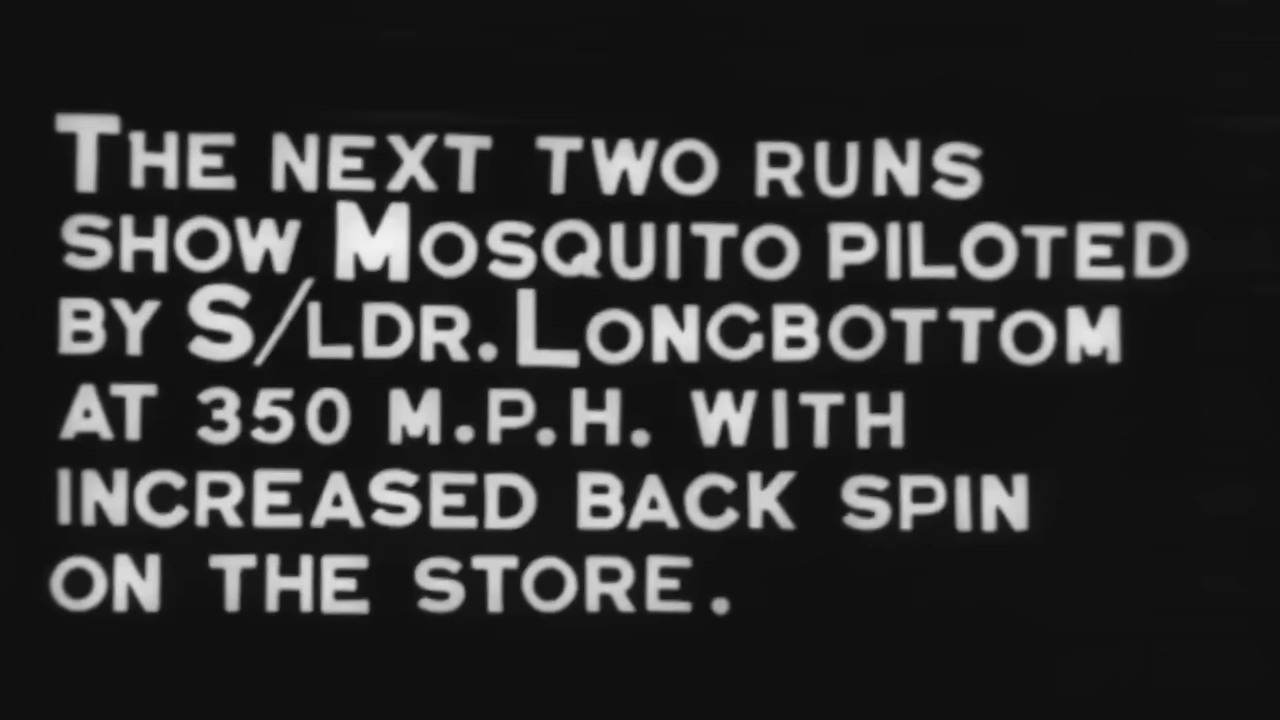 THE NEXT TWO RUNS
SHOW MOSQUITO PILOTED
BY S/LDR. LONGBOTTOM
AT 350 M.P.H. WITH
INCREASED BACK SPIN
ON THE STORE.